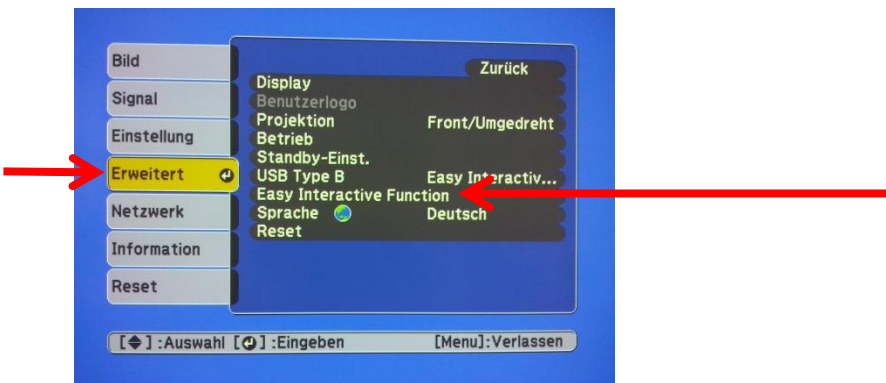 Bild
Signal
Einstellung
Erweitert
Netzwerk
Information
Reset
Zurück
Display
Benutzerlogo
Projektion Front/Umgedreht
Betrieb
Standby-Einst.
USB Type B Easy Interactiv...
Easy Interactive Function
Sprache Deutsch
Reset
[◆] :Auswahl [⏎] :Eingeben [Menu]:Verlassen